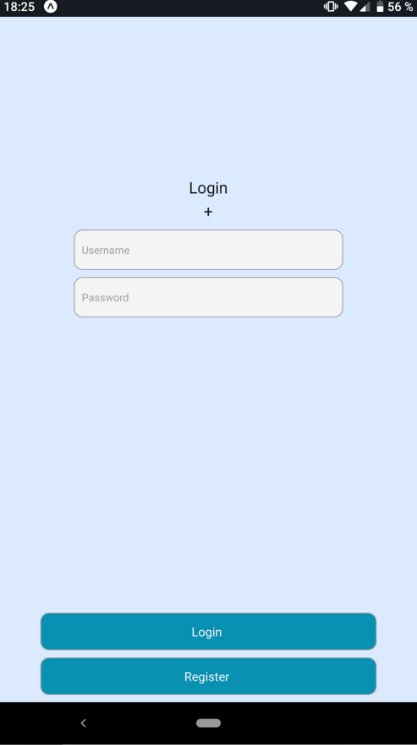 18:25 56 %
Login
+
Username
Password
Login
Register